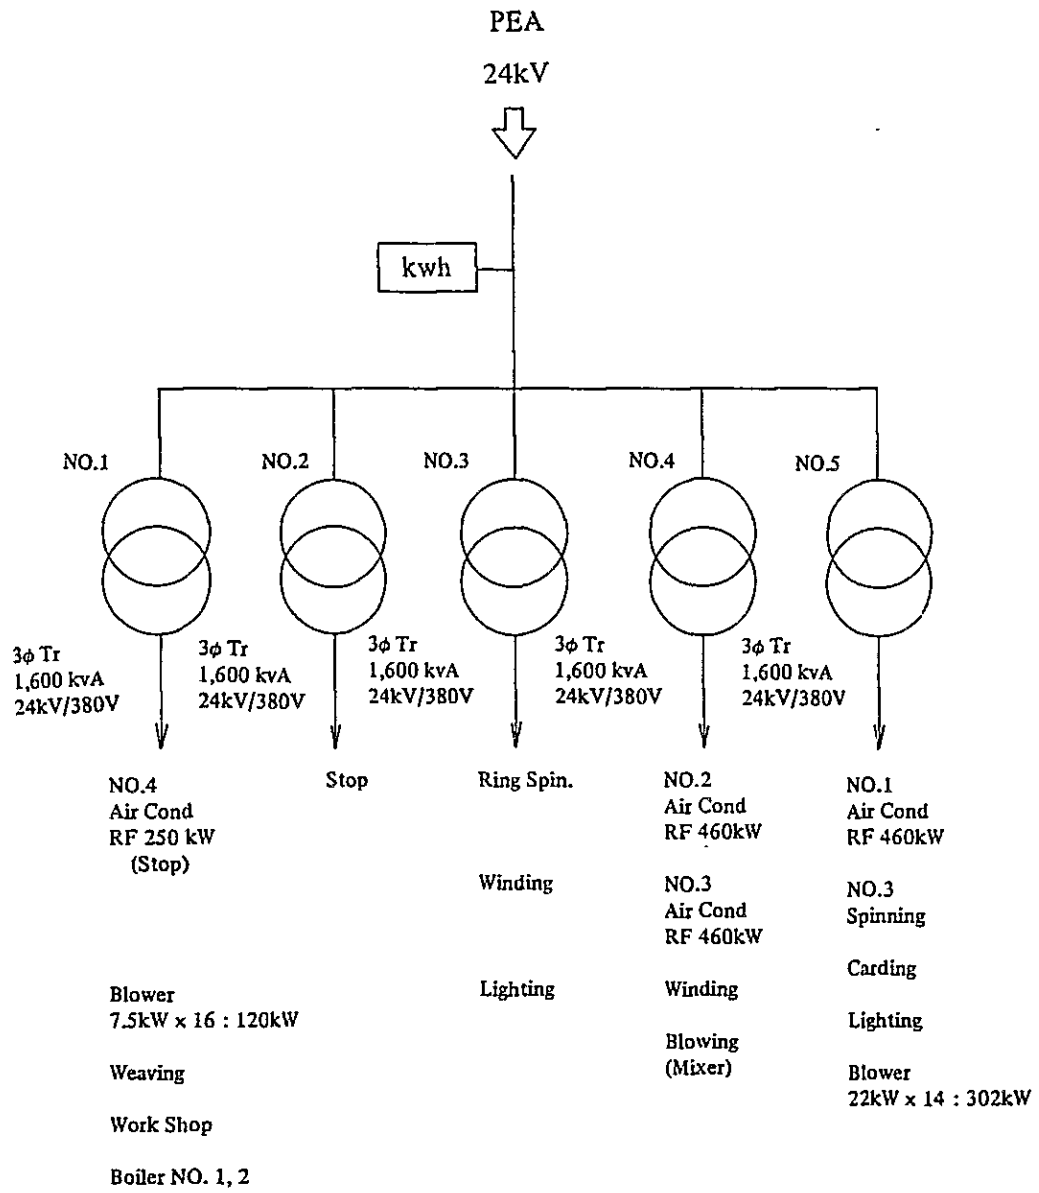 PEA
24kV
kwh
NO.1
NO.2
NO.3
NO.4
NO.5
3φ Tr
1,600 kvA
24kV/380V
3φ Tr
1,600 kvA
24kV/380V
3φ Tr
1,600 kvA
24kV/380V
3φ Tr
1,600 kvA
24kV/380V
3φ Tr
1,600 kvA
24kV/380V
NO.4
Air Cond
RF 250 kW
(Stop)
Blower
7.5kW x 16 : 120kW
Weaving
Work Shop
Boiler NO. 1, 2
Stop
Ring Spin.
Winding
Lighting
NO.2
Air Cond
RF 460kW
NO.3
Air Cond
RF 460kW
Winding
Blowing
(Mixer)
NO.1
Air Cond
RF 460kW
NO.3
Spinning
Carding
Lighting
Blower
22kW x 14 : 302kW